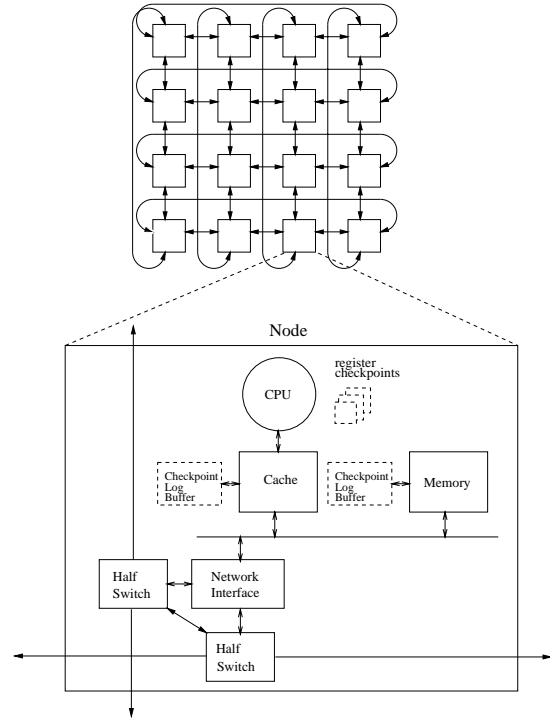 Node
register
checkpoints
CPU
Checkpoint
Log
Buffer
Cache
Checkpoint
Log
Buffer
Memory
Half
Switch
Network
Interface
Half
Switch